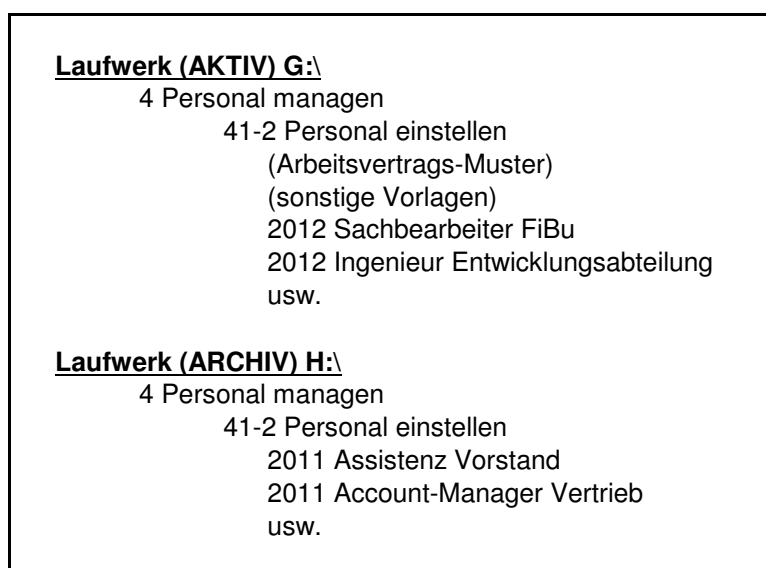 Laufwerk (AKTIV) G:\
4 Personal managen
41-2 Personal einstellen
(Arbeitsvertrags-Muster)
(sonstige Vorlagen)
2012 Sachbearbeiter FiBu
2012 Ingenieur Entwicklungsabteilung
usw.
Laufwerk (ARCHIV) H:\
4 Personal managen
41-2 Personal einstellen
2011 Assistenz Vorstand
2011 Account-Manager Vertrieb
usw.